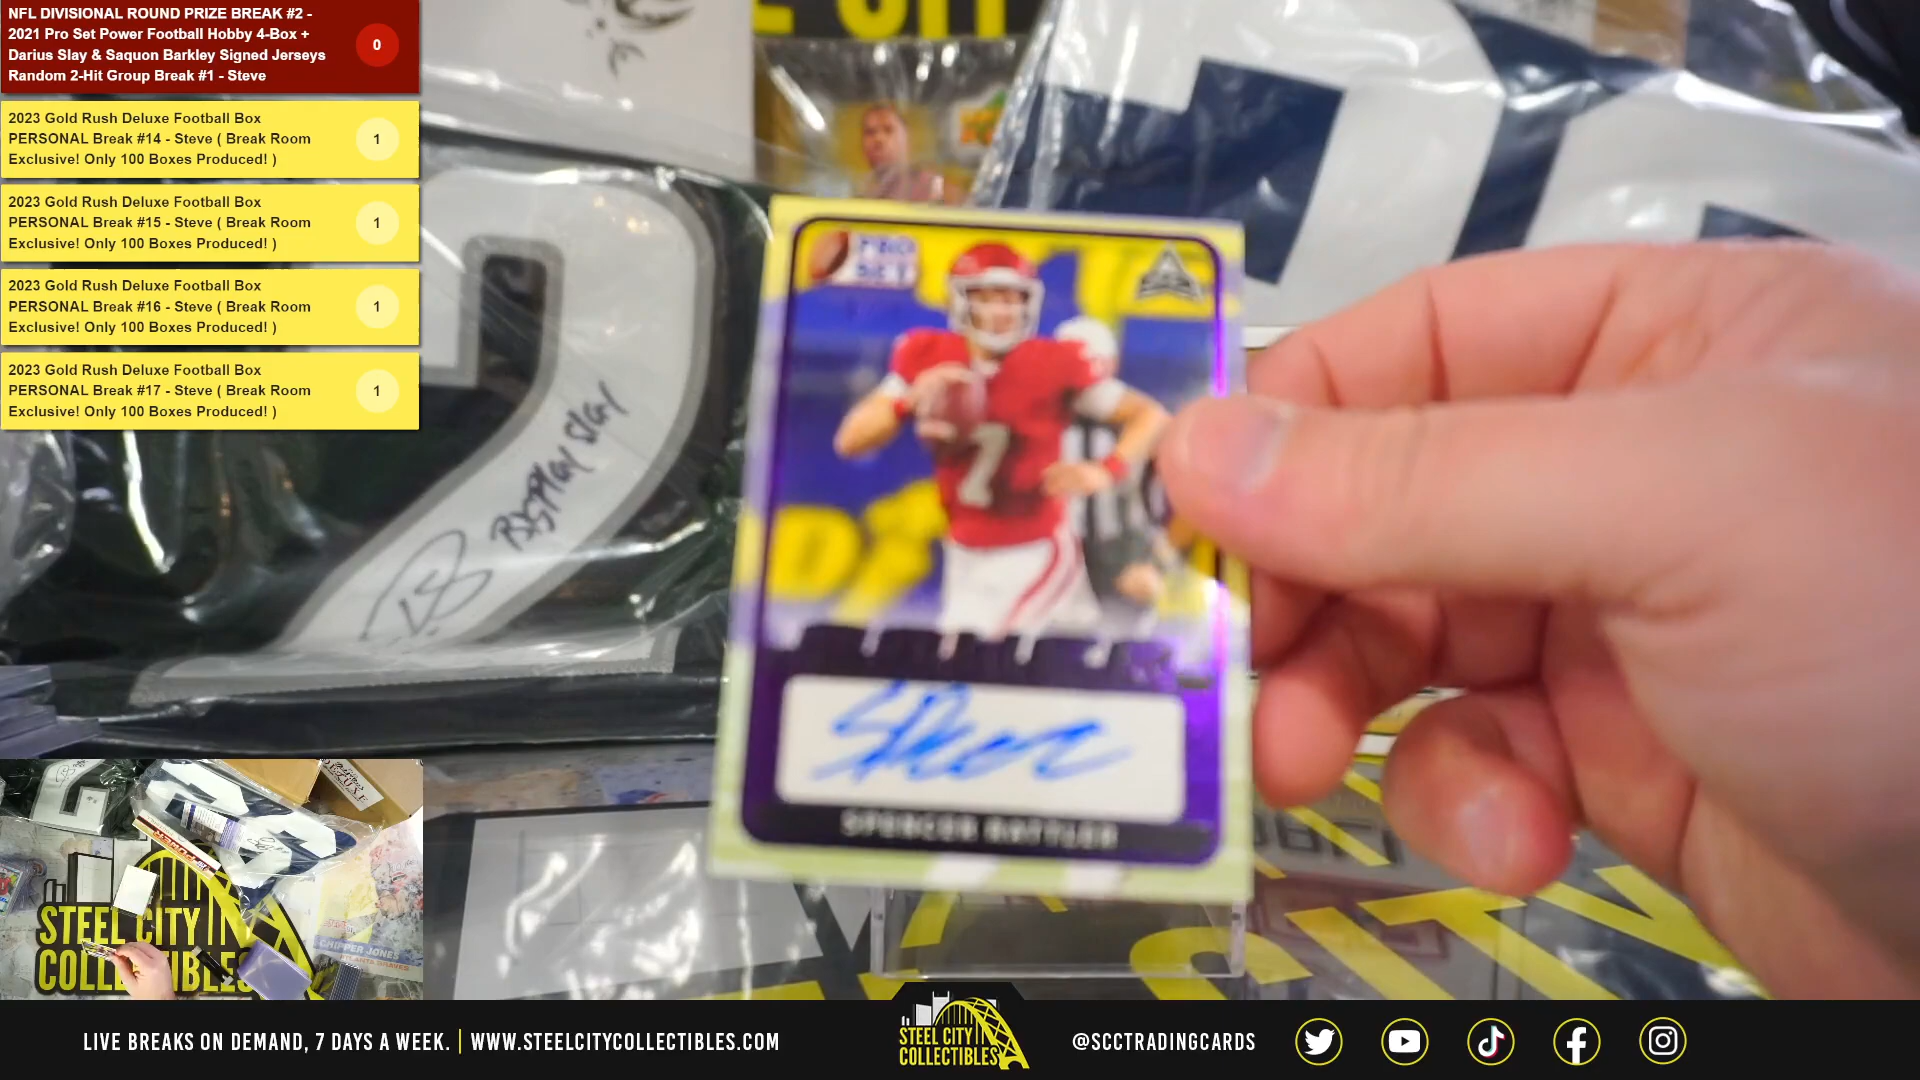 NFL DIVISIONAL ROUND PRIZE BREAK #2 -
2021 Pro Set Power Football Hobby 4-Box +
Darius Slay & Saquon Barkley Signed Jerseys
Random 2-Hit Group Break #1 - Steve
0
2023 Gold Rush Deluxe Football Box
PERSONAL Break #14 - Steve ( Break Room
Exclusive! Only 100 Boxes Produced! )
1
2023 Gold Rush Deluxe Football Box
PERSONAL Break #15 - Steve ( Break Room
Exclusive! Only 100 Boxes Produced! )
1
2023 Gold Rush Deluxe Football Box
PERSONAL Break #16 - Steve ( Break Room
Exclusive! Only 100 Boxes Produced! )
1
2023 Gold Rush Deluxe Football Box
PERSONAL Break #17 - Steve ( Break Room
Exclusive! Only 100 Boxes Produced! )
1
PRO
SET
7
SPENCER RATTLER
2
BIGPLAY SLAY
CITY
STEEL CITY
COLLECTIBLES
CHIPPER JONES
ATLANTA BRAVES
LIVE BREAKS ON DEMAND, 7 DAYS A WEEK. | WWW.STEELCITYCOLLECTIBLES.COM
STEEL CITY
COLLECTIBLES
@SCCTRADINGCARDS